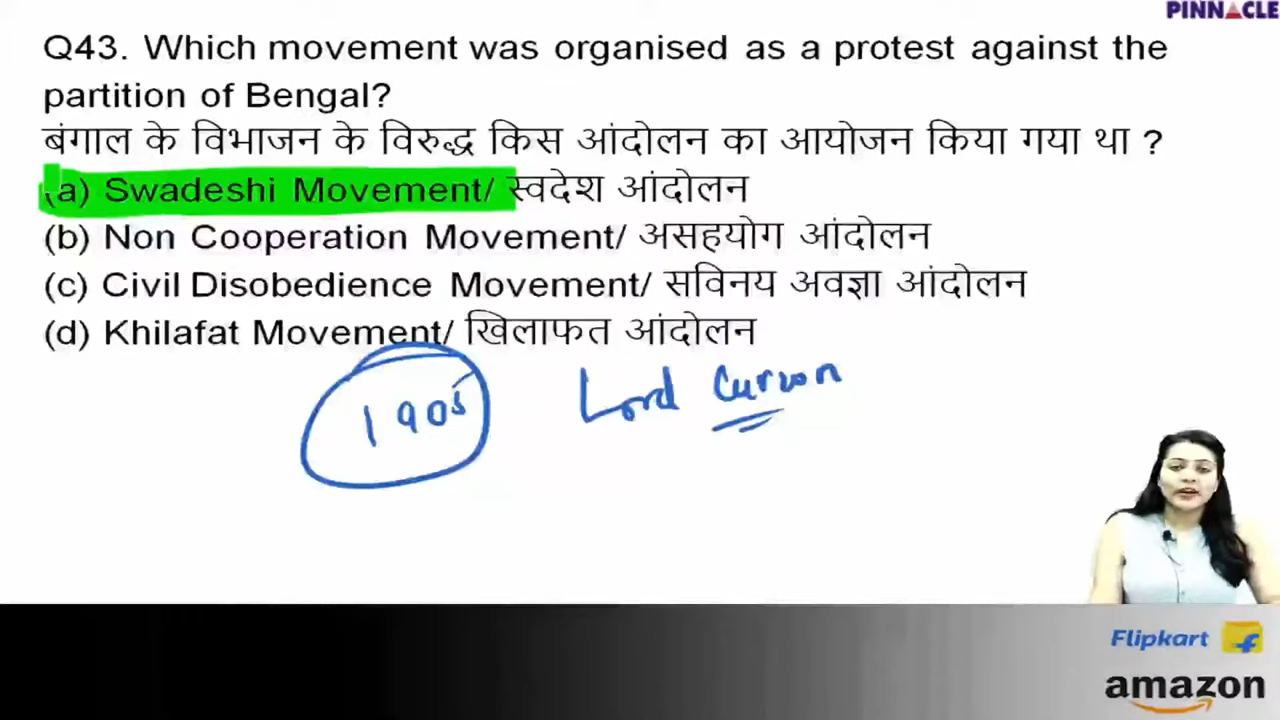 PINNACLE
Q43. Which movement was organised as a protest against the
partition of Bengal?
बंगाल के विभाजन के विरुद्ध किस आंदोलन का आयोजन किया गया था ?
(a) Swadeshi Movement/ स्वदेश आंदोलन
(b) Non Cooperation Movement/ असहयोग आंदोलन
(c) Civil Disobedience Movement/ सविनय अवज्ञा आंदोलन
(d) Khilafat Movement/ खिलाफत आंदोलन
1905 Lord Curzon
Flipkart
amazon